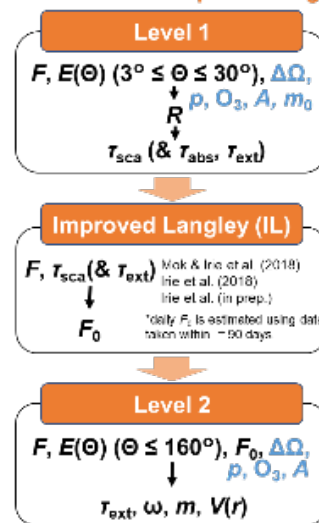 Level 1
F, E(Θ) (3° ≤ Θ ≤ 30°), ΔΩ,
p, O₃, A, m₀
R
τsca (& τabs, τext)
Improved Langley (IL)
F, τsca(& τext) Mok & Irie et al. (2018)
Irie et al. (2018)
Irie et al. (in prep.)
F₀
*daily F₀ is estimated using data
taken within 90 days
Level 2
F, E(Θ) (Θ ≤ 160°), F₀, ΔΩ,
p, O₃, A
τext, ω, m, V(r)